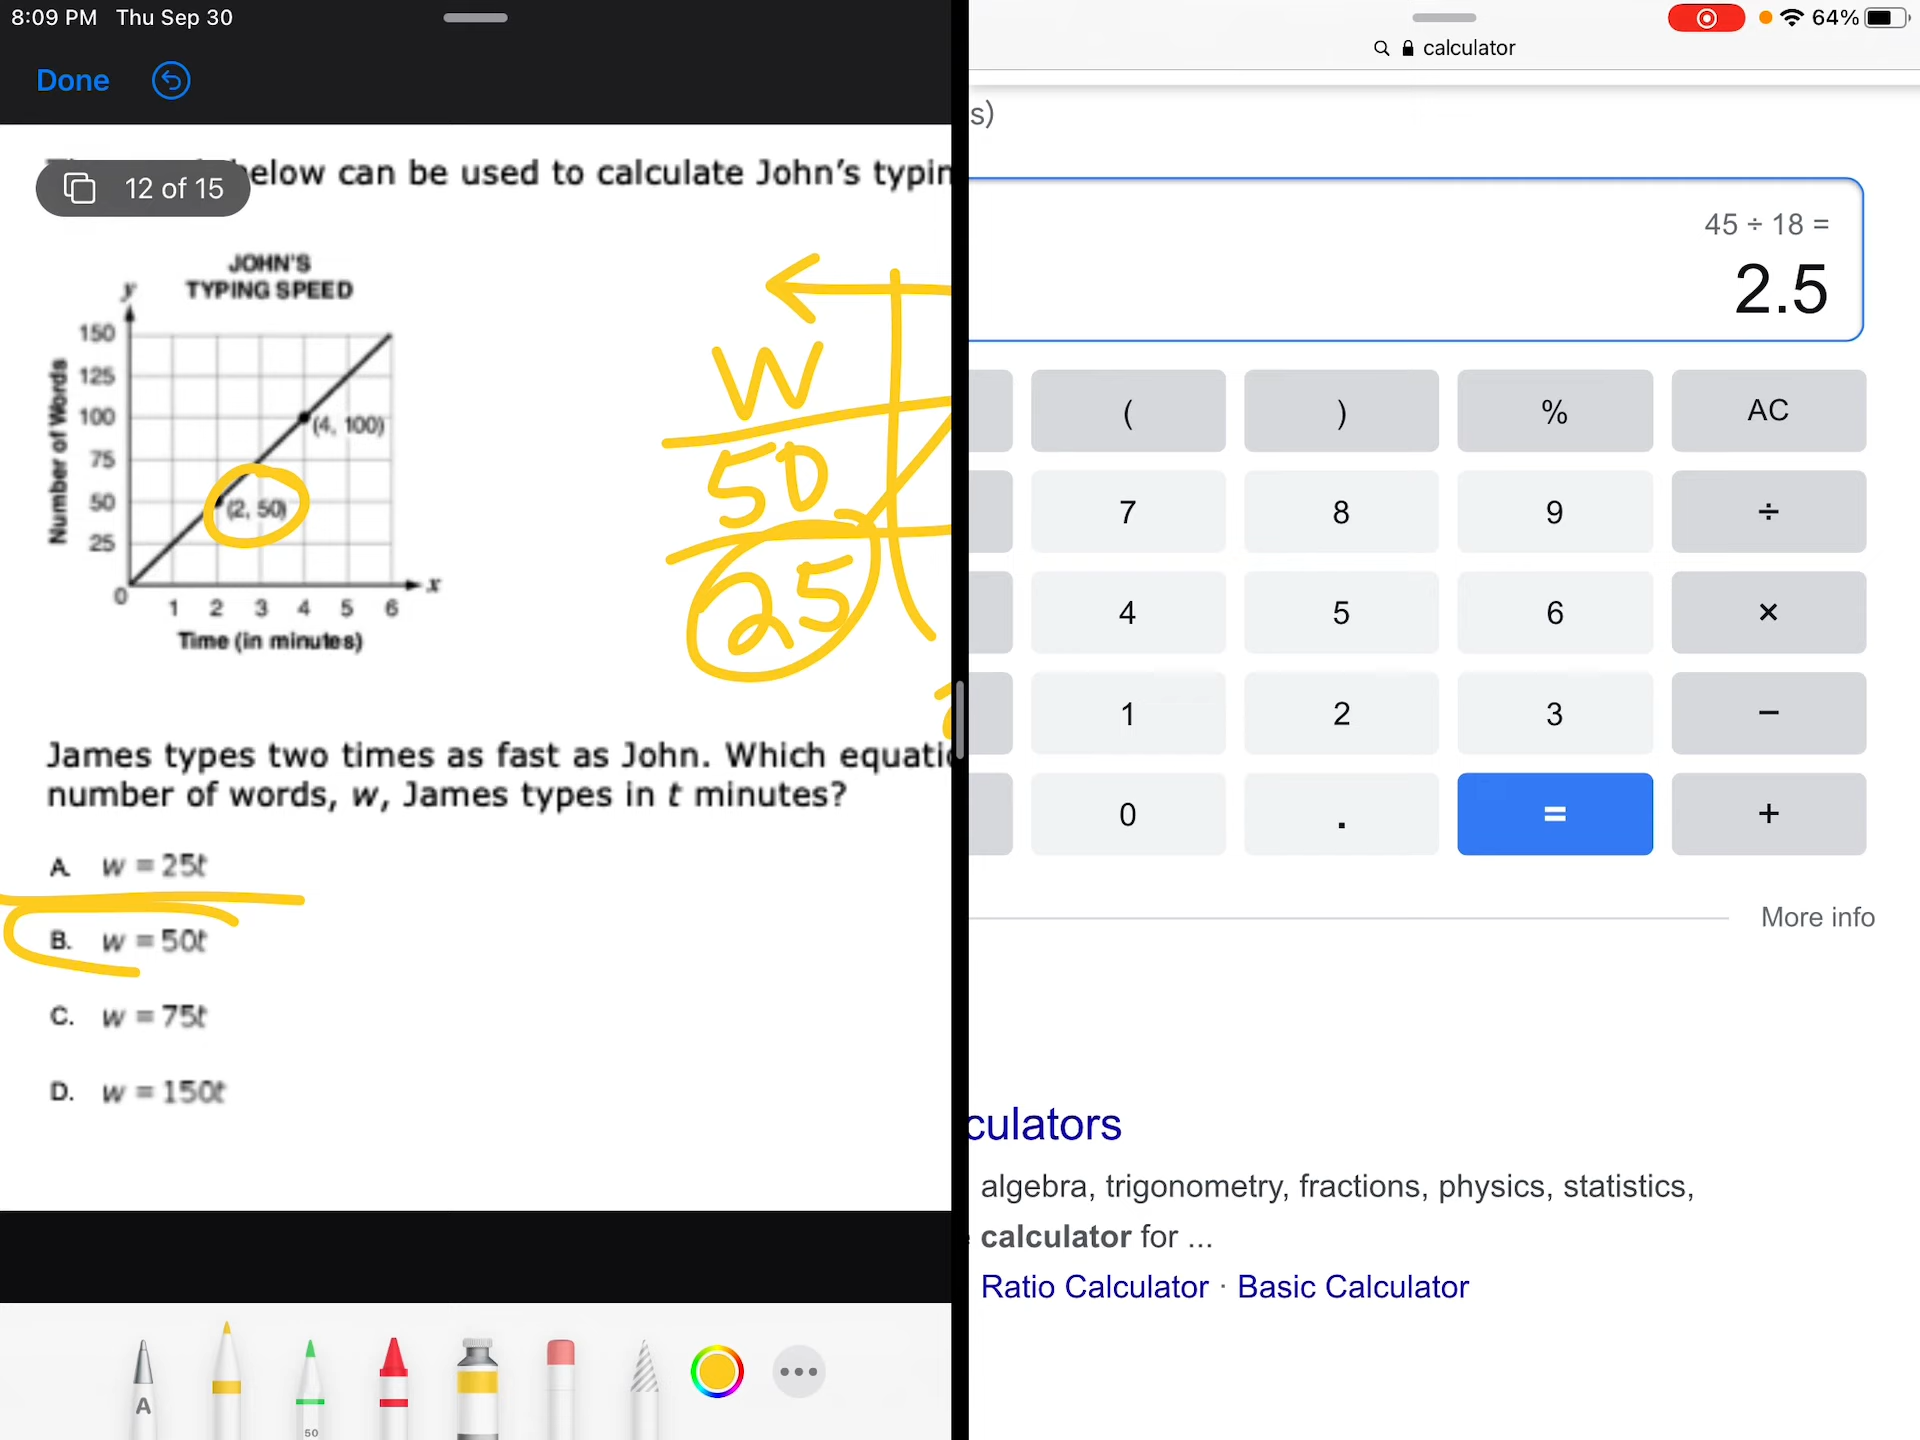 8:09 PM Thu Sep 30
64%
calculator
Done
12 of 15
elow can be used to calculate John's typin
JOHN'S
TYPING SPEED
y
150
125
100
75
50
25
0
Number of Words
(4, 100)
(2, 50)
x
1 2 3 4 5 6
Time (in minutes)
W
50
25
James types two times as fast as John. Which equati
number of words, w, James types in t minutes?
A. w = 25t
B. w = 50t
C. w = 75t
D. w = 150t
A
50
s)
45 ÷ 18 =
2.5
( ) % AC
7 8 9 ÷
4 5 6 ×
1 2 3 −
0 . = +
More info
culators
algebra, trigonometry, fractions, physics, statistics,
calculator for ...
Ratio Calculator · Basic Calculator